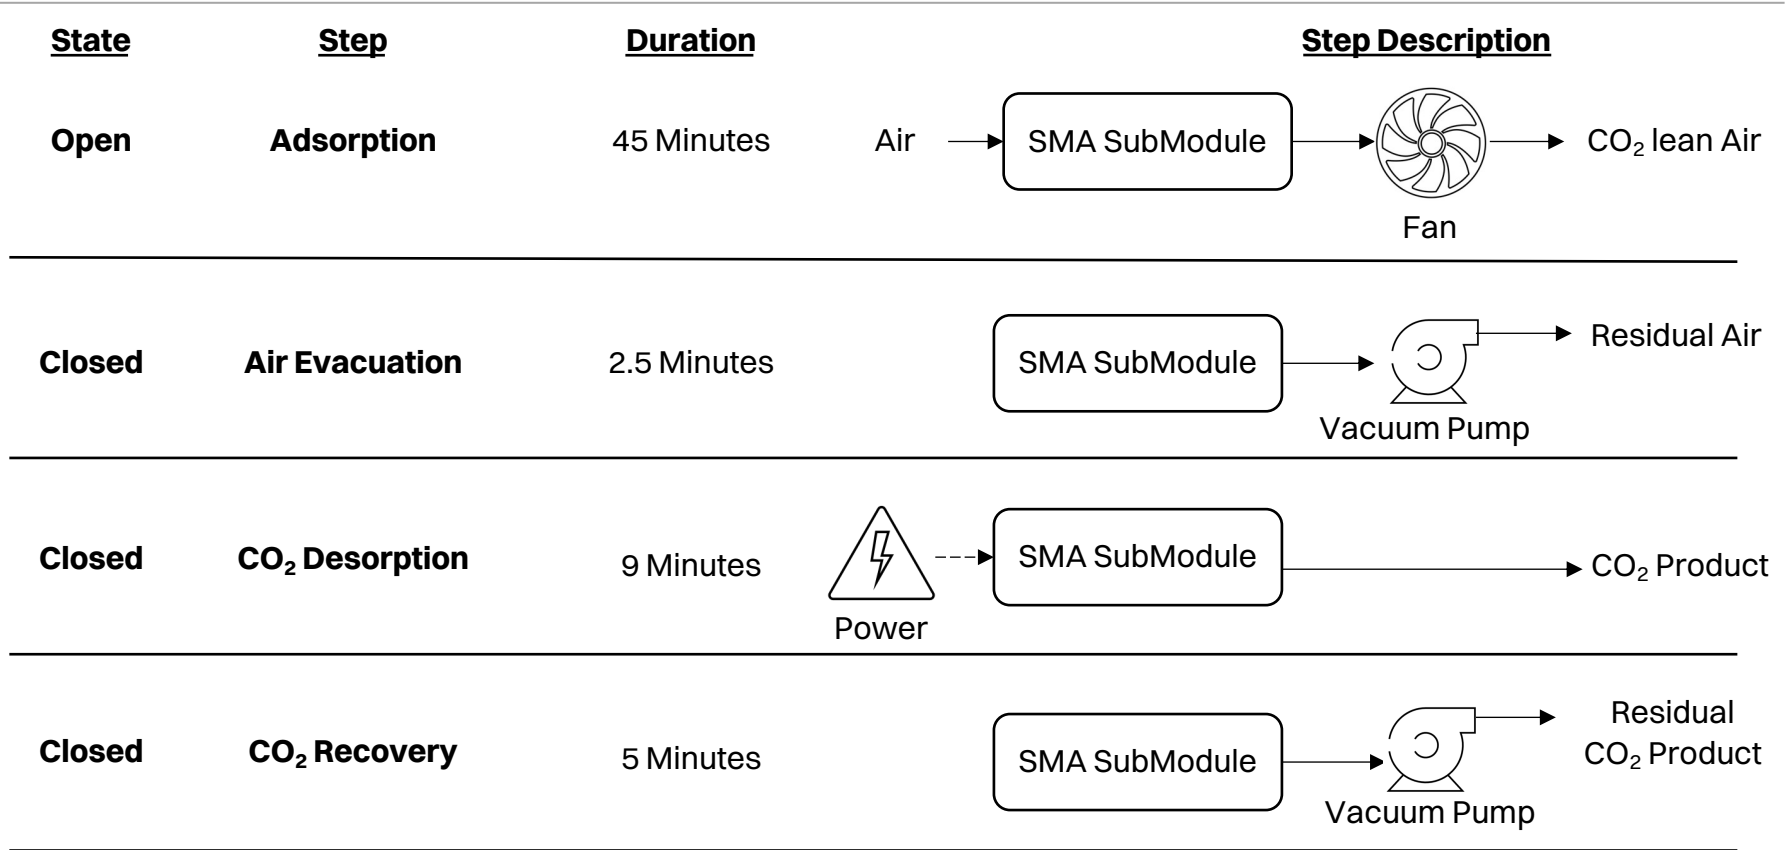 State Step Duration Step Description
Open Adsorption 45 Minutes Air SMA SubModule CO₂ lean Air
Fan
Closed Air Evacuation 2.5 Minutes SMA SubModule Residual Air
Vacuum Pump
Closed CO₂ Desorption 9 Minutes SMA SubModule CO₂ Product
Power
Closed CO₂ Recovery 5 Minutes SMA SubModule Residual
CO₂ Product
Vacuum Pump